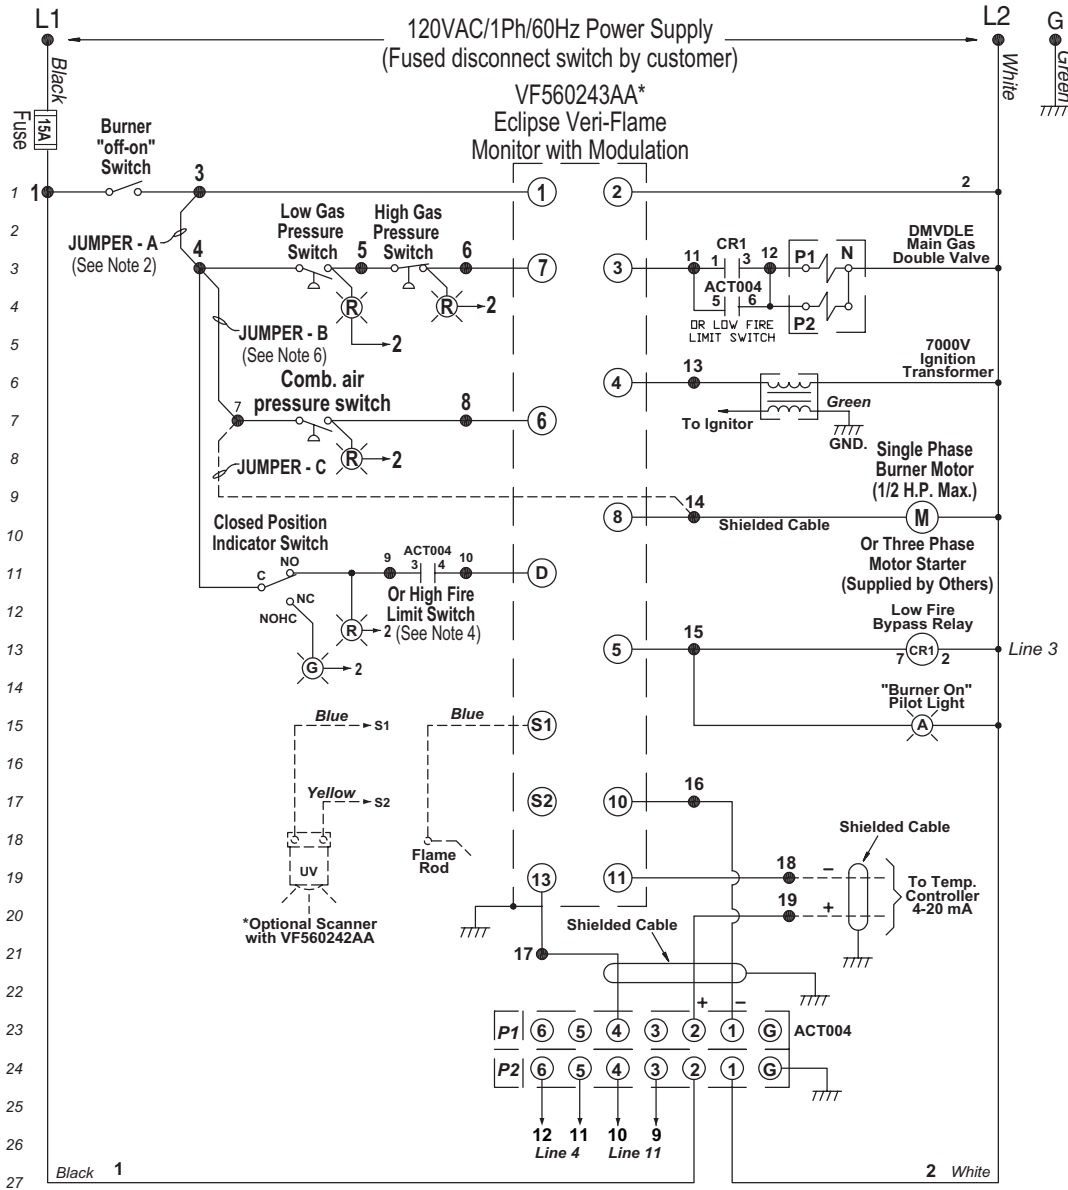 L1
120VAC/1Ph/60Hz Power Supply
(Fused disconnect switch by customer)
L2
G
Black
White
Green
VF560243AA*
Eclipse Veri-Flame
Monitor with Modulation
Fuse
15A
Burner
"off-on"
Switch
1 1 3 1 2 2
2 JUMPER - A
(See Note 2)
Low Gas
Pressure
Switch
High Gas
Pressure
Switch
DMVDLE
Main Gas
Double Valve
3 4 5 6 7 3 11 CR1 1 3 12 P1 N
4 R R 2 ACT004 5 6 P2
OR LOW FIRE
LIMIT SWITCH
5 2
JUMPER - B
(See Note 6)
7000V
Ignition
Transformer
6 4 13
Comb. air
pressure switch
7 7 8 6
To Ignitor
Green
GND.
8 R 2
JUMPER - C
Single Phase
Burner Motor
(1/2 H.P. Max.)
9 8 14
Shielded Cable
M
10
Closed Position
Indicator Switch
Or Three Phase
Motor Starter
(Supplied by Others)
11 C NO 9 ACT004 3 4 10 D
Or High Fire
Limit Switch
(See Note 4)
12 NC
NOHC
R 2
Low Fire
Bypass Relay
13 G 2 5 15 7 CR1 2 Line 3
14
"Burner On"
Pilot Light
15 Blue S1 Blue S1 A
16
17 Yellow S2 S2 10 16
18
Flame
Rod
Shielded Cable
19 UV 13 11 18 –
To Temp.
Controller
4-20 mA
20 19 +
*Optional Scanner
with VF560242AA
Shielded Cable
21 17
22 + –
23 P1 6 5 4 3 2 1 G ACT004
24 P2 6 5 4 3 2 1 G
25
12 11 10 9
26 Line 4 Line 11
27 Black 1 2 White